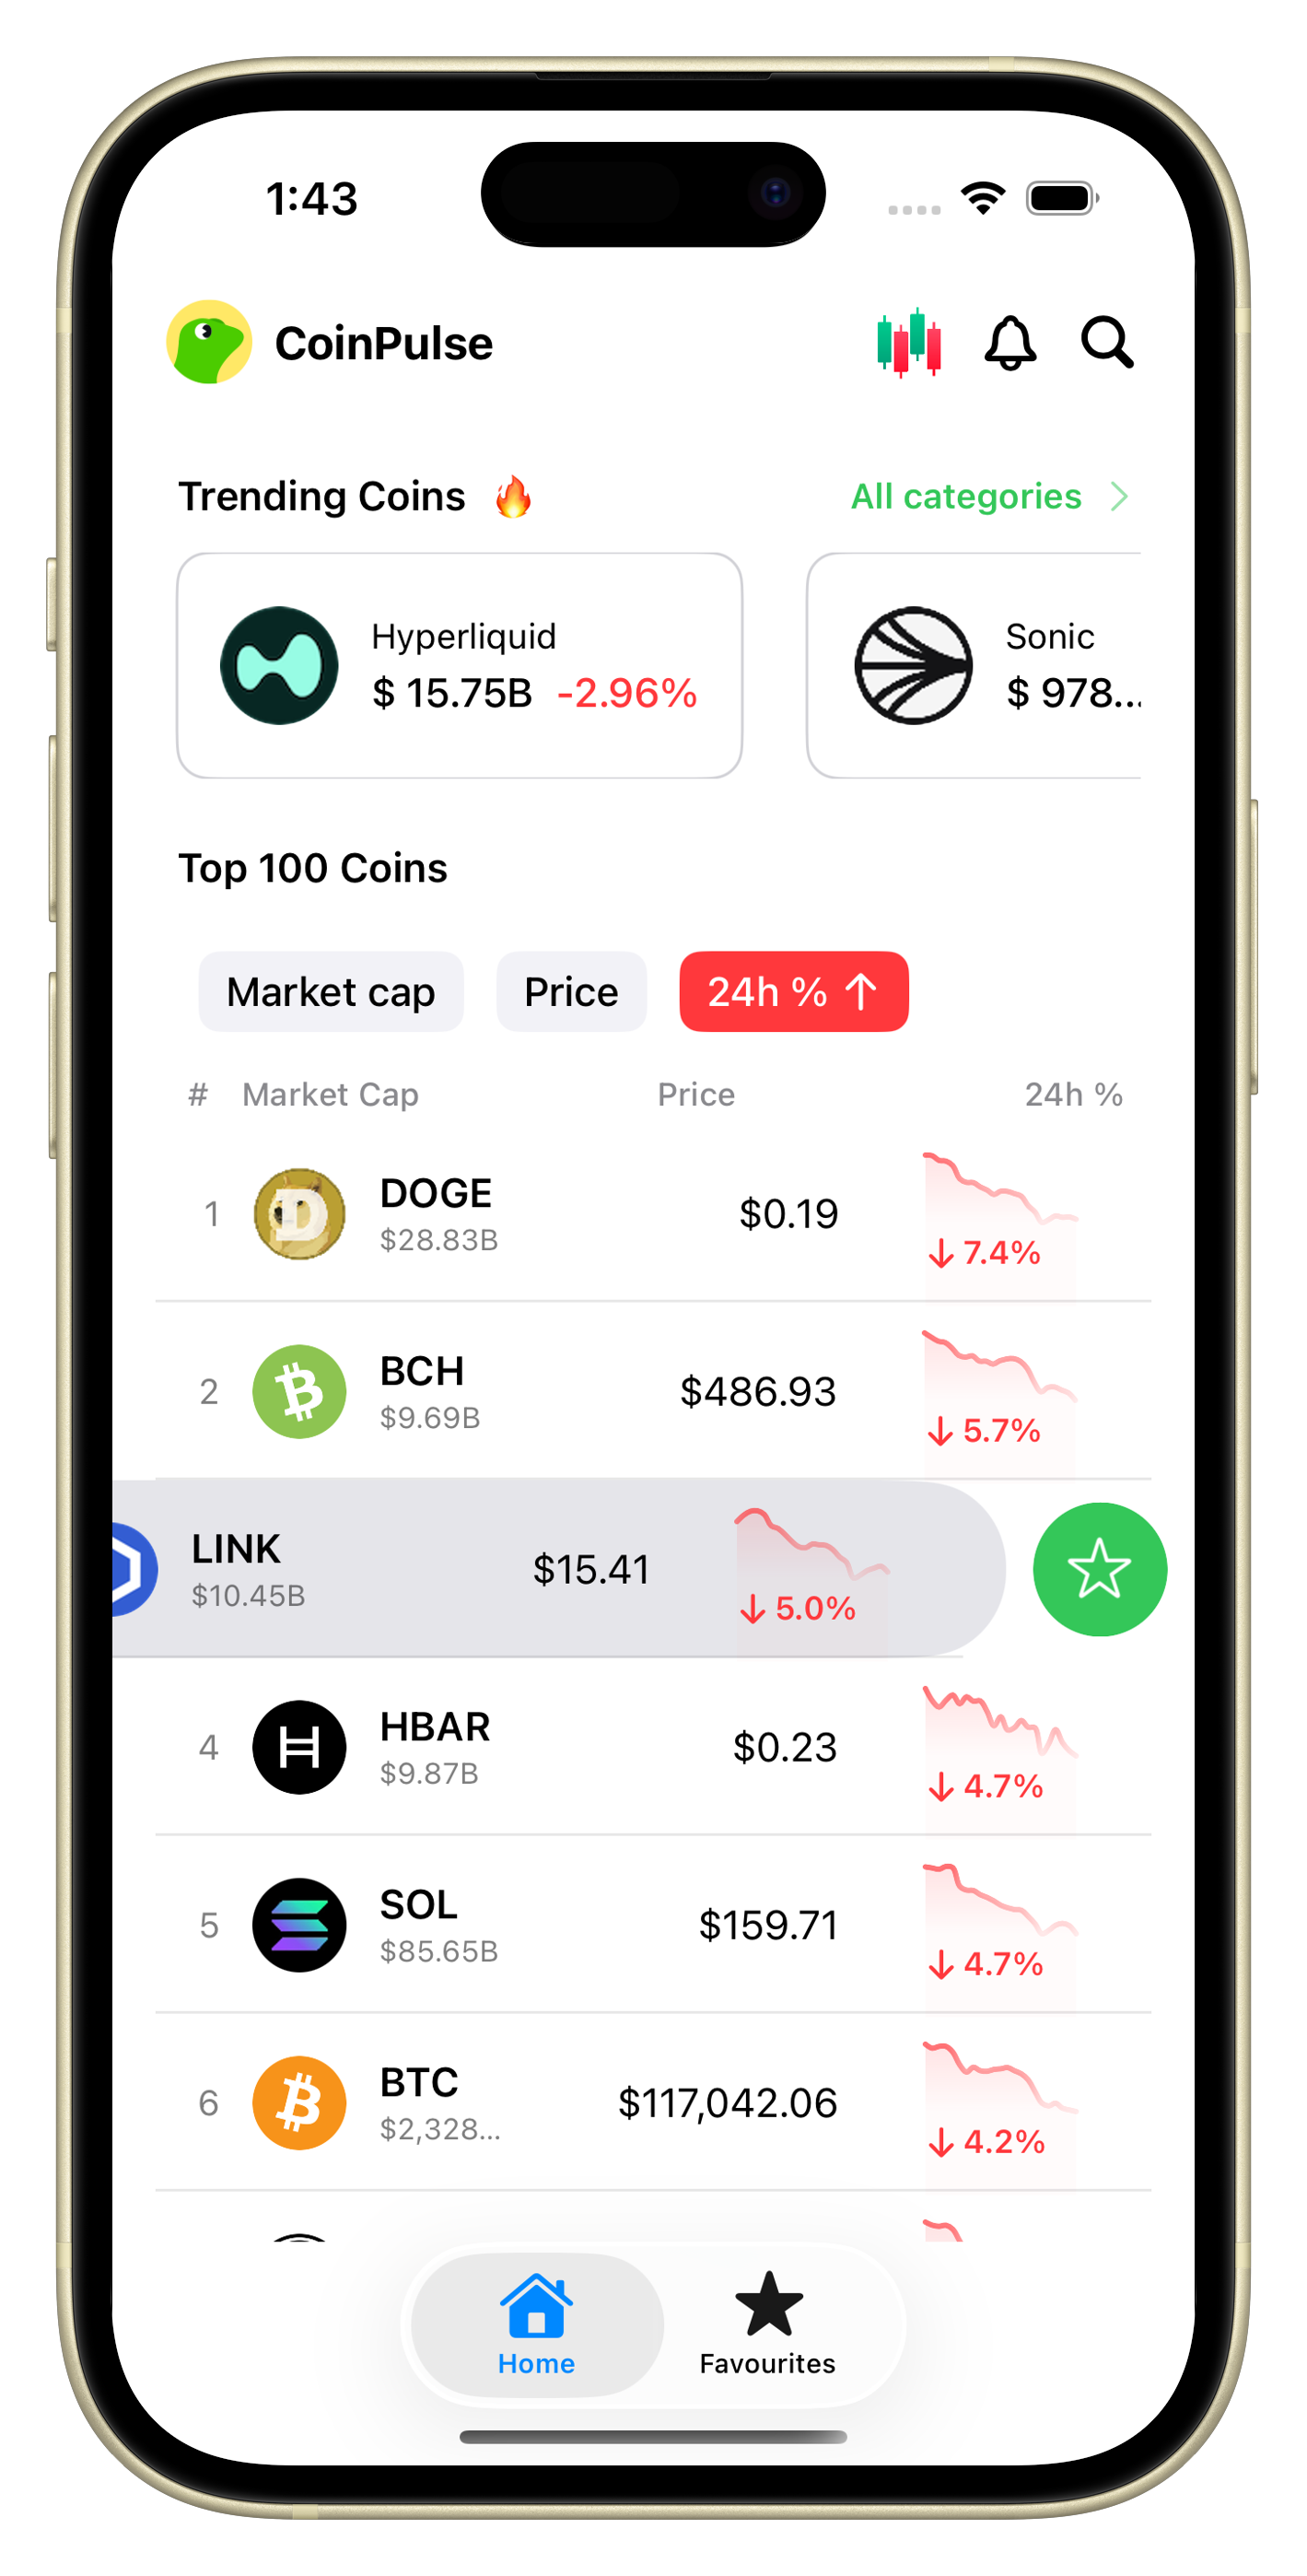 1:43
CoinPulse
Trending Coins 🔥 All categories >
Hyperliquid
$ 15.75B -2.96%
Sonic
$ 978...
Top 100 Coins
Market cap Price 24h % ↑
# Market Cap Price 24h %
1 DOGE $0.19
$28.83B ↓ 7.4%
2 BCH $486.93
$9.69B ↓ 5.7%
LINK $15.41
$10.45B ↓ 5.0%
4 HBAR $0.23
$9.87B ↓ 4.7%
5 SOL $159.71
$85.65B ↓ 4.7%
6 BTC $117,042.06
$2,328... ↓ 4.2%
Home Favourites